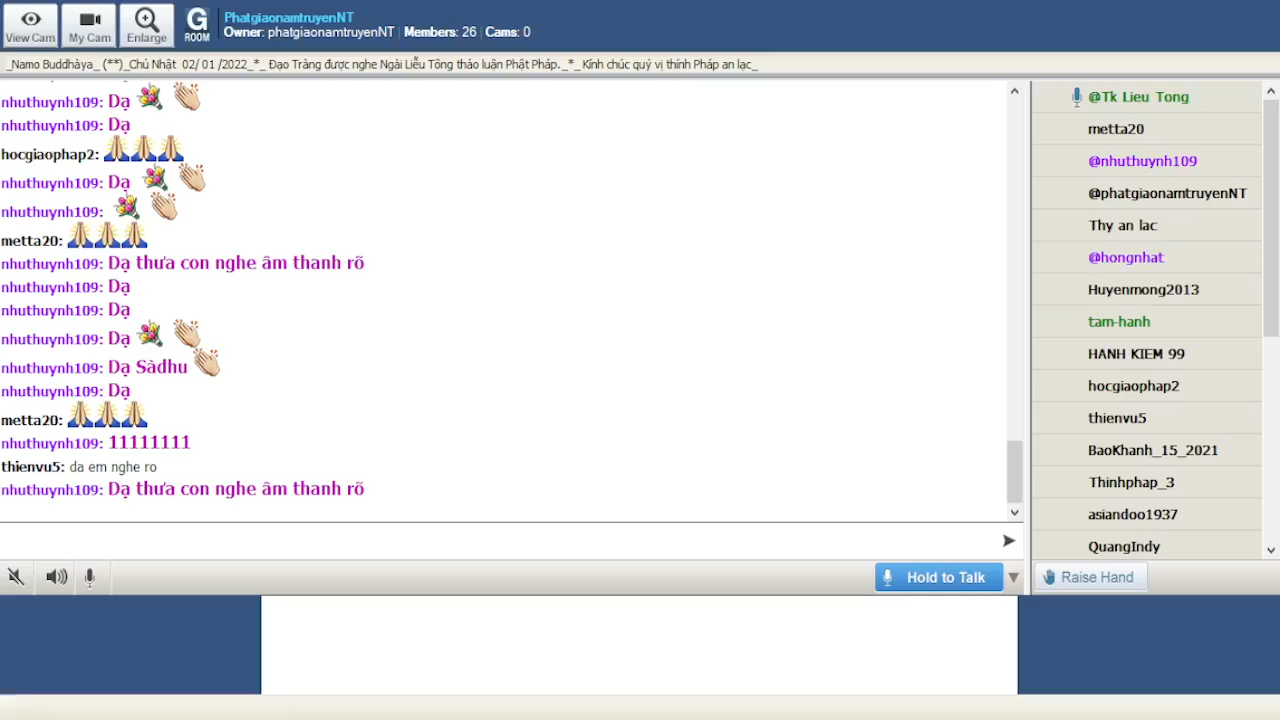 View Cam
My Cam
Enlarge
G
ROOM
PhatgiaonamtruyenNT
Owner: phatgiaonamtruyenNT | Members: 26 | Cams: 0
_Namo Buddhàya_ (**)_Chủ Nhật 02/ 01 /2022_*_ Đạo Tràng được nghe Ngài Liễu Tông thảo luận Phật Pháp._*_Kính chúc quý vị thính Pháp an lạc_
nhuthuynh109: Dạ
nhuthuynh109: Dạ
hocgiaophap2:
nhuthuynh109: Dạ
nhuthuynh109:
metta20:
nhuthuynh109: Dạ thưa con nghe âm thanh rõ
nhuthuynh109: Dạ
nhuthuynh109: Dạ
nhuthuynh109: Dạ
nhuthuynh109: Dạ Sàdhu
nhuthuynh109: Dạ
metta20:
nhuthuynh109: 11111111
thienvu5: da em nghe ro
nhuthuynh109: Dạ thưa con nghe âm thanh rõ
Hold to Talk
@Tk Lieu Tong
metta20
@nhuthuynh109
@phatgiaonamtruyenNT
Thy an lac
@hongnhat
Huyenmong2013
tam-hanh
HANH KIEM 99
hocgiaophap2
thienvu5
BaoKhanh_15_2021
Thinhphap_3
asiandoo1937
QuangIndy
Raise Hand